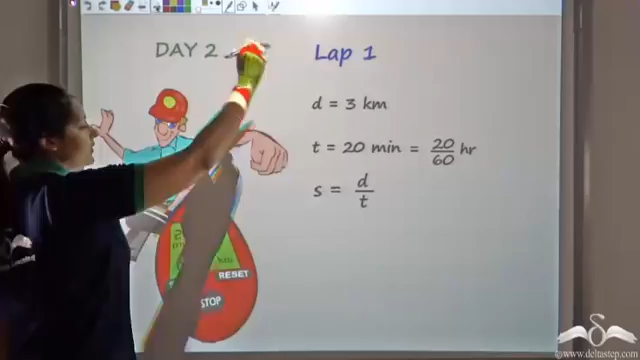 DAY 2
Lap 1
d = 3 km
t = 20 min = 20/60 hr
s = d/t
RESET
STOP
© www.deltastep.com